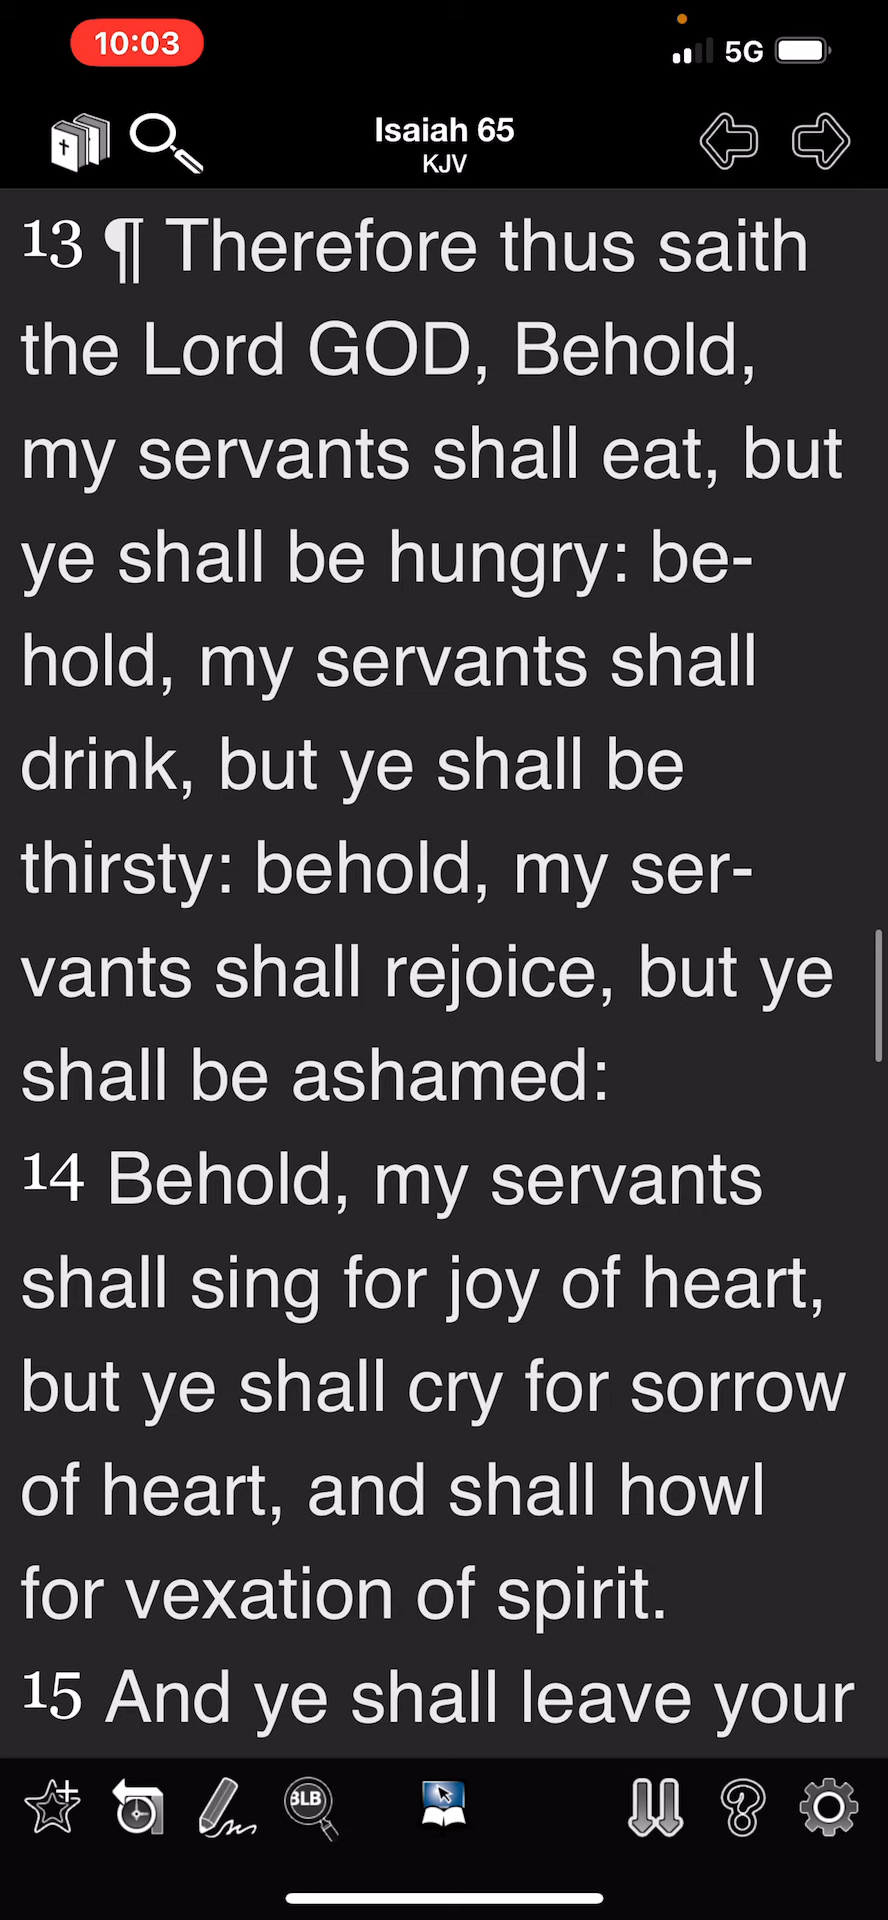 10:03
5G
Isaiah 65
KJV
13 ¶ Therefore thus saith
the Lord GOD, Behold,
my servants shall eat, but
ye shall be hungry: be-
hold, my servants shall
drink, but ye shall be
thirsty: behold, my ser-
vants shall rejoice, but ye
shall be ashamed:
14 Behold, my servants
shall sing for joy of heart,
but ye shall cry for sorrow
of heart, and shall howl
for vexation of spirit.
15 And ye shall leave your
BLB